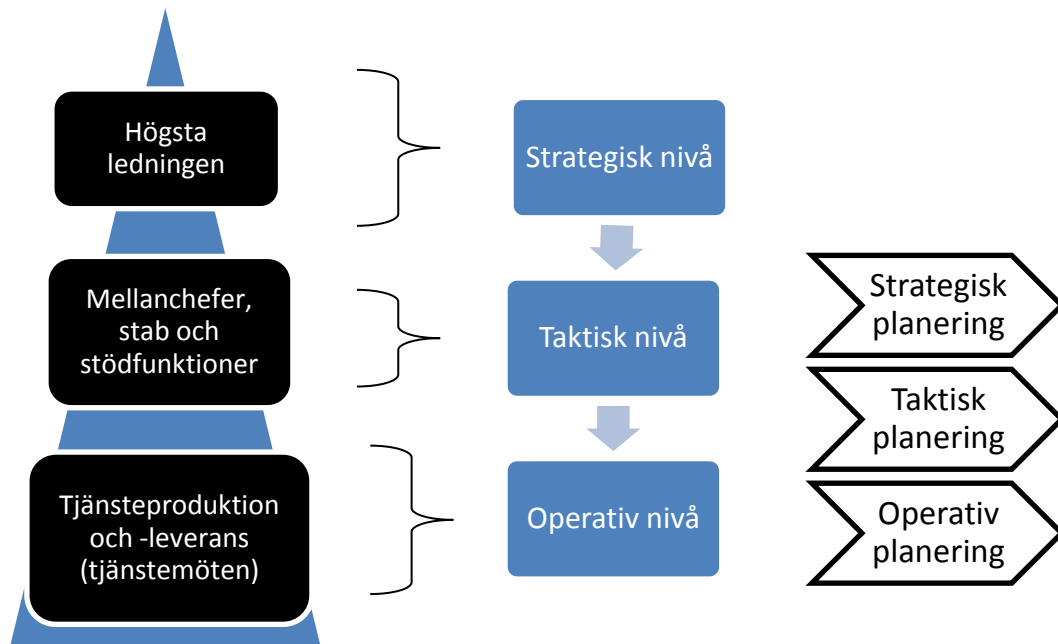 Högsta
ledningen
Strategisk nivå
Mellanchefer,
stab och
stödfunktioner
Taktisk nivå
Tjänsteproduktion
och -leverans
(tjänstemöten)
Operativ nivå
Strategisk
planering
Taktisk
planering
Operativ
planering